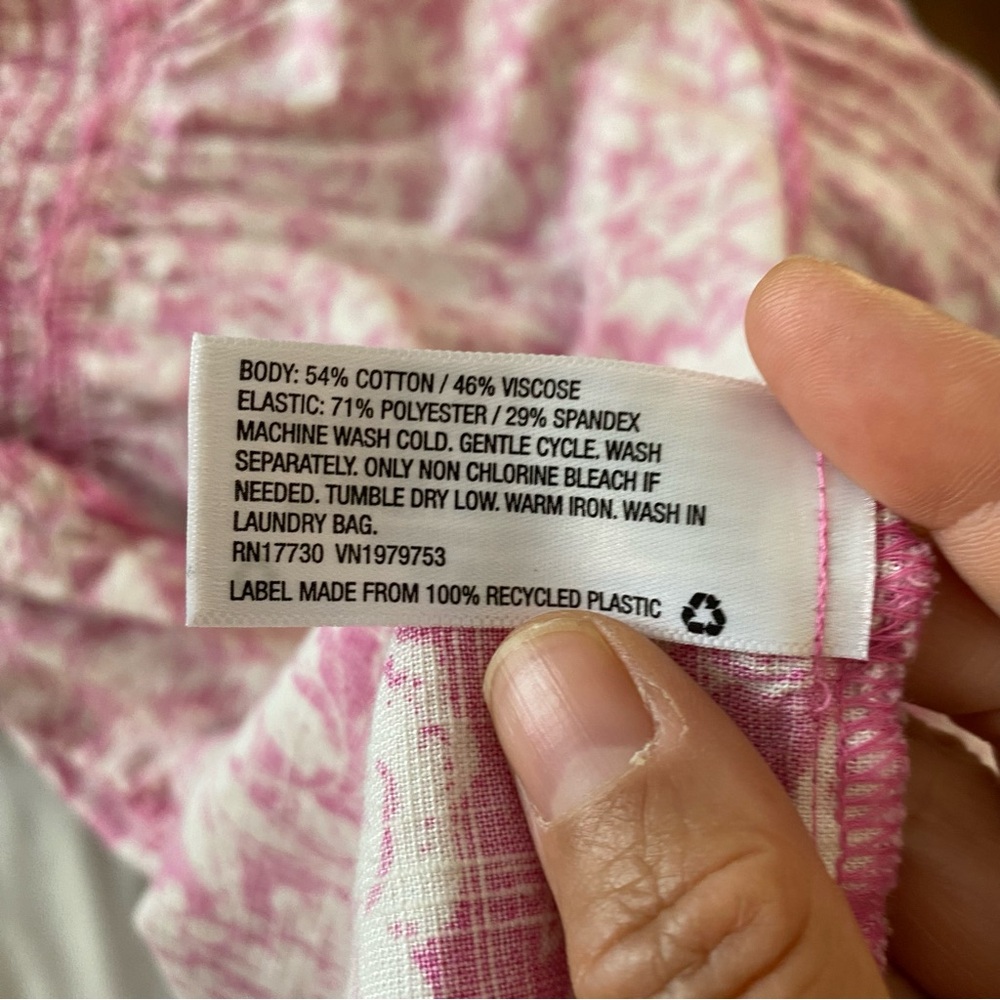 BODY: 54% COTTON / 46% VISCOSE
ELASTIC: 71% POLYESTER / 29% SPANDEX
MACHINE WASH COLD. GENTLE CYCLE. WASH
SEPARATELY. ONLY NON CHLORINE BLEACH IF
NEEDED. TUMBLE DRY LOW. WARM IRON. WASH IN
LAUNDRY BAG.
RN17730 VN1979753
LABEL MADE FROM 100% RECYCLED PLASTIC